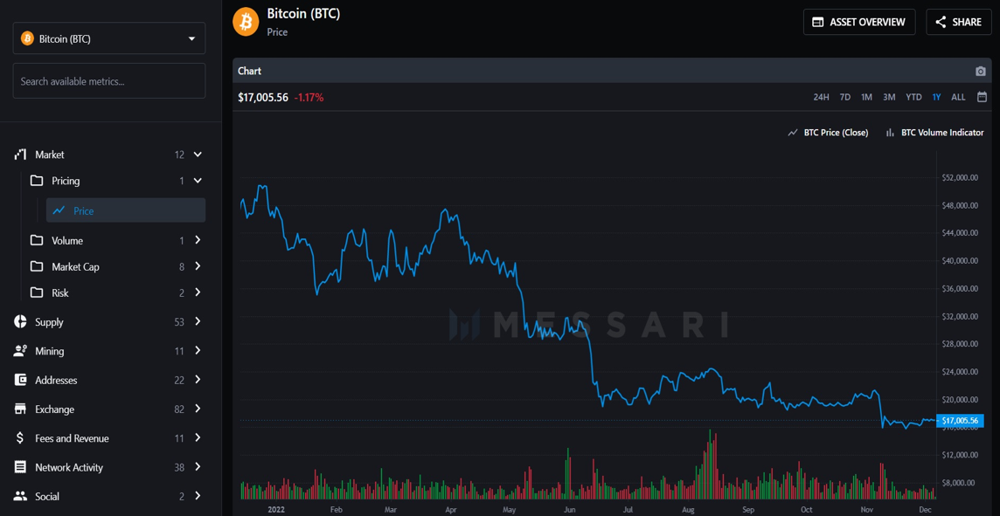 Bitcoin (BTC)
Search available metrics...
Market 12
Pricing 1
Price
Volume 1
Market Cap 8
Risk 2
Supply 53
Mining 11
Addresses 22
Exchange 82
Fees and Revenue 11
Network Activity 38
Social 2
Bitcoin (BTC)
Price
ASSET OVERVIEW
SHARE
Chart
$17,005.56 -1.17%
24H 7D 1M 3M YTD 1Y ALL
BTC Price (Close) BTC Volume Indicator
$52,000.00
$48,000.00
$44,000.00
$40,000.00
$36,000.00
$32,000.00
MESSARI
$28,000.00
$24,000.00
$20,000.00
$17,005.56
$16,000.00
$12,000.00
$8,000.00
2022 Feb Mar Apr May Jun Jul Aug Sep Oct Nov Dec